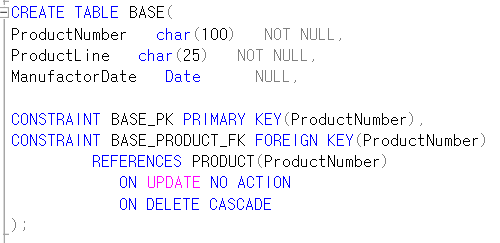 CREATE TABLE BASE(
ProductNumber char(100) NOT NULL,
ProductLine char(25) NOT NULL,
ManufactorDate Date NULL,
CONSTRAINT BASE_PK PRIMARY KEY(ProductNumber),
CONSTRAINT BASE_PRODUCT_FK FOREIGN KEY(ProductNumber)
REFERENCES PRODUCT(ProductNumber)
ON UPDATE NO ACTION
ON DELETE CASCADE
);